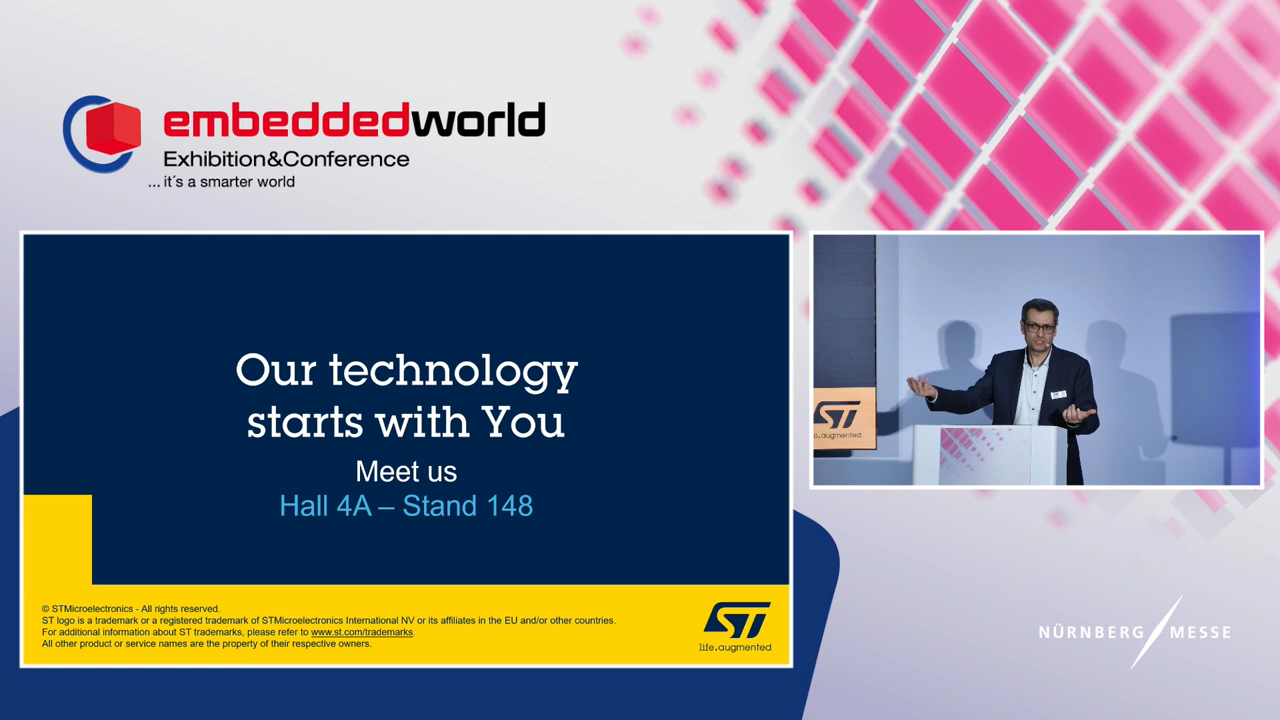 embeddedworld
Exhibition&Conference
... it´s a smarter world
Our technology
starts with You
Meet us
Hall 4A – Stand 148
© STMicroelectronics - All rights reserved.
ST logo is a trademark or a registered trademark of STMicroelectronics International NV or its affiliates in the EU and/or other countries.
For additional information about ST trademarks, please refer to www.st.com/trademarks.
All other product or service names are the property of their respective owners.
ST
life.augmented
ST
life.augmented
NÜRNBERG MESSE